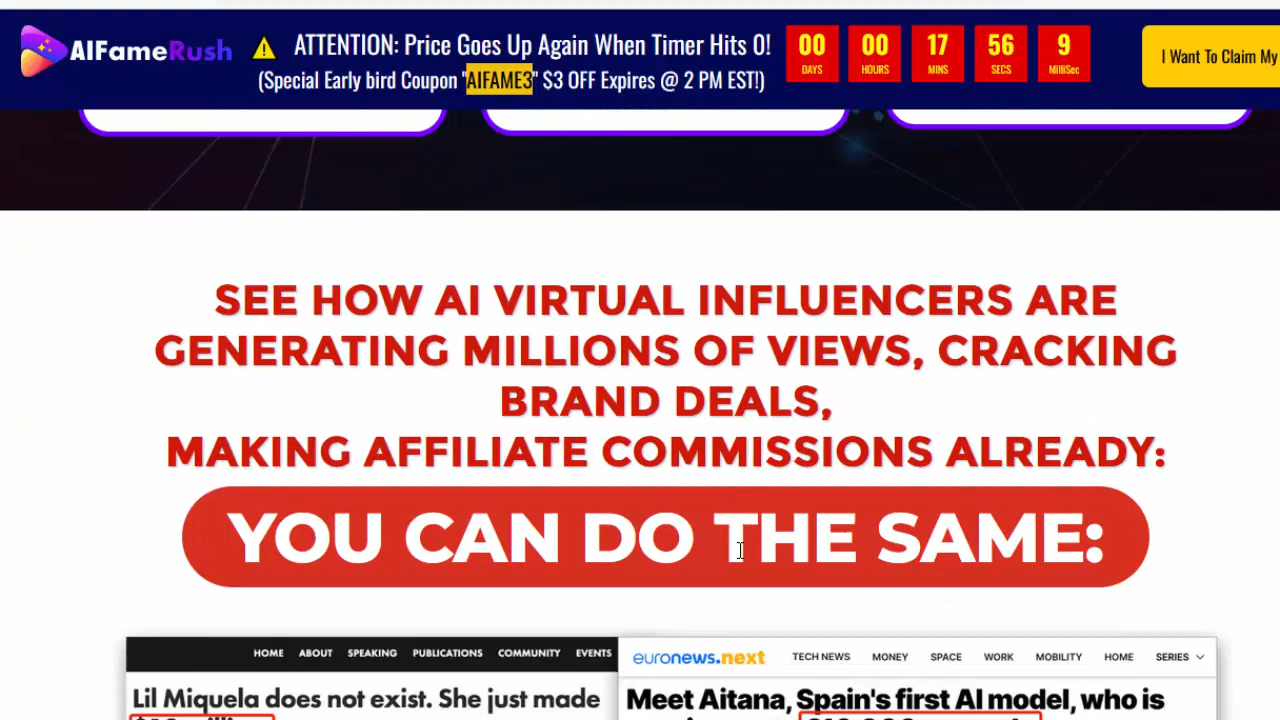 AIFameRush
ATTENTION: Price Goes Up Again When Timer Hits 0!
(Special Early bird Coupon "AIFAME3" $3 OFF Expires @ 2 PM EST!)
00 00 17 56 9
DAYS HOURS MINS SECS MilliSec
I Want To Claim My
SEE HOW AI VIRTUAL INFLUENCERS ARE
GENERATING MILLIONS OF VIEWS, CRACKING
BRAND DEALS,
MAKING AFFILIATE COMMISSIONS ALREADY:
YOU CAN DO THE SAME:
HOME ABOUT SPEAKING PUBLICATIONS COMMUNITY EVENTS
Lil Miquela does not exist. She just made
euronews.next TECH NEWS MONEY SPACE WORK MOBILITY HOME SERIES
Meet Aitana, Spain's first AI model, who is